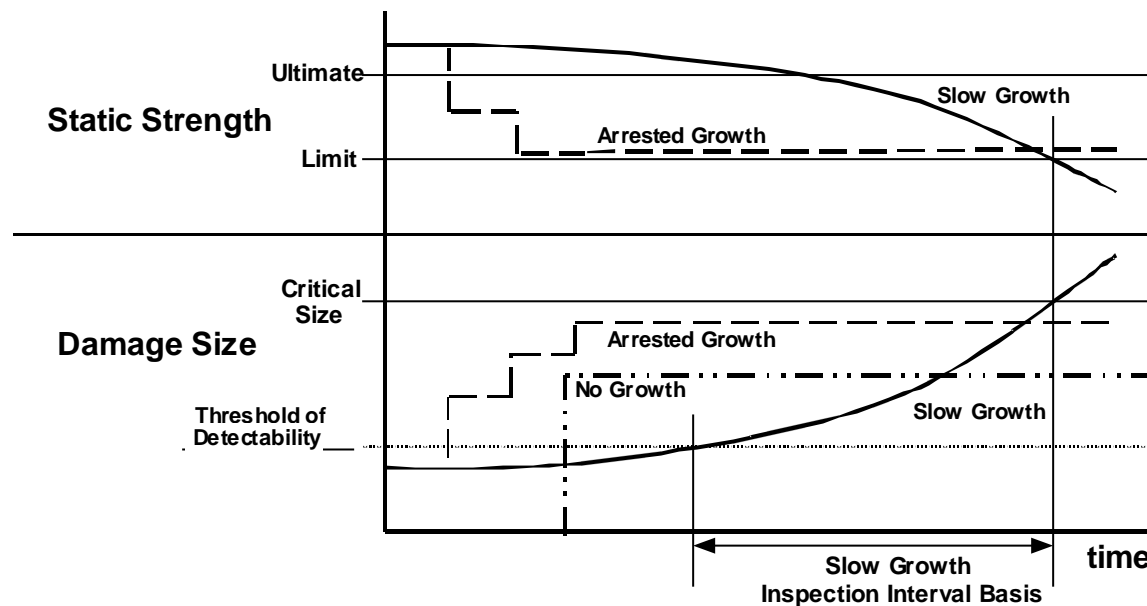 Ultimate
Slow Growth
Static Strength
Arrested Growth
Limit
Critical
Size
Damage Size
Arrested Growth
No Growth
Slow Growth
Threshold of
Detectability
time
Slow Growth
Inspection Interval Basis